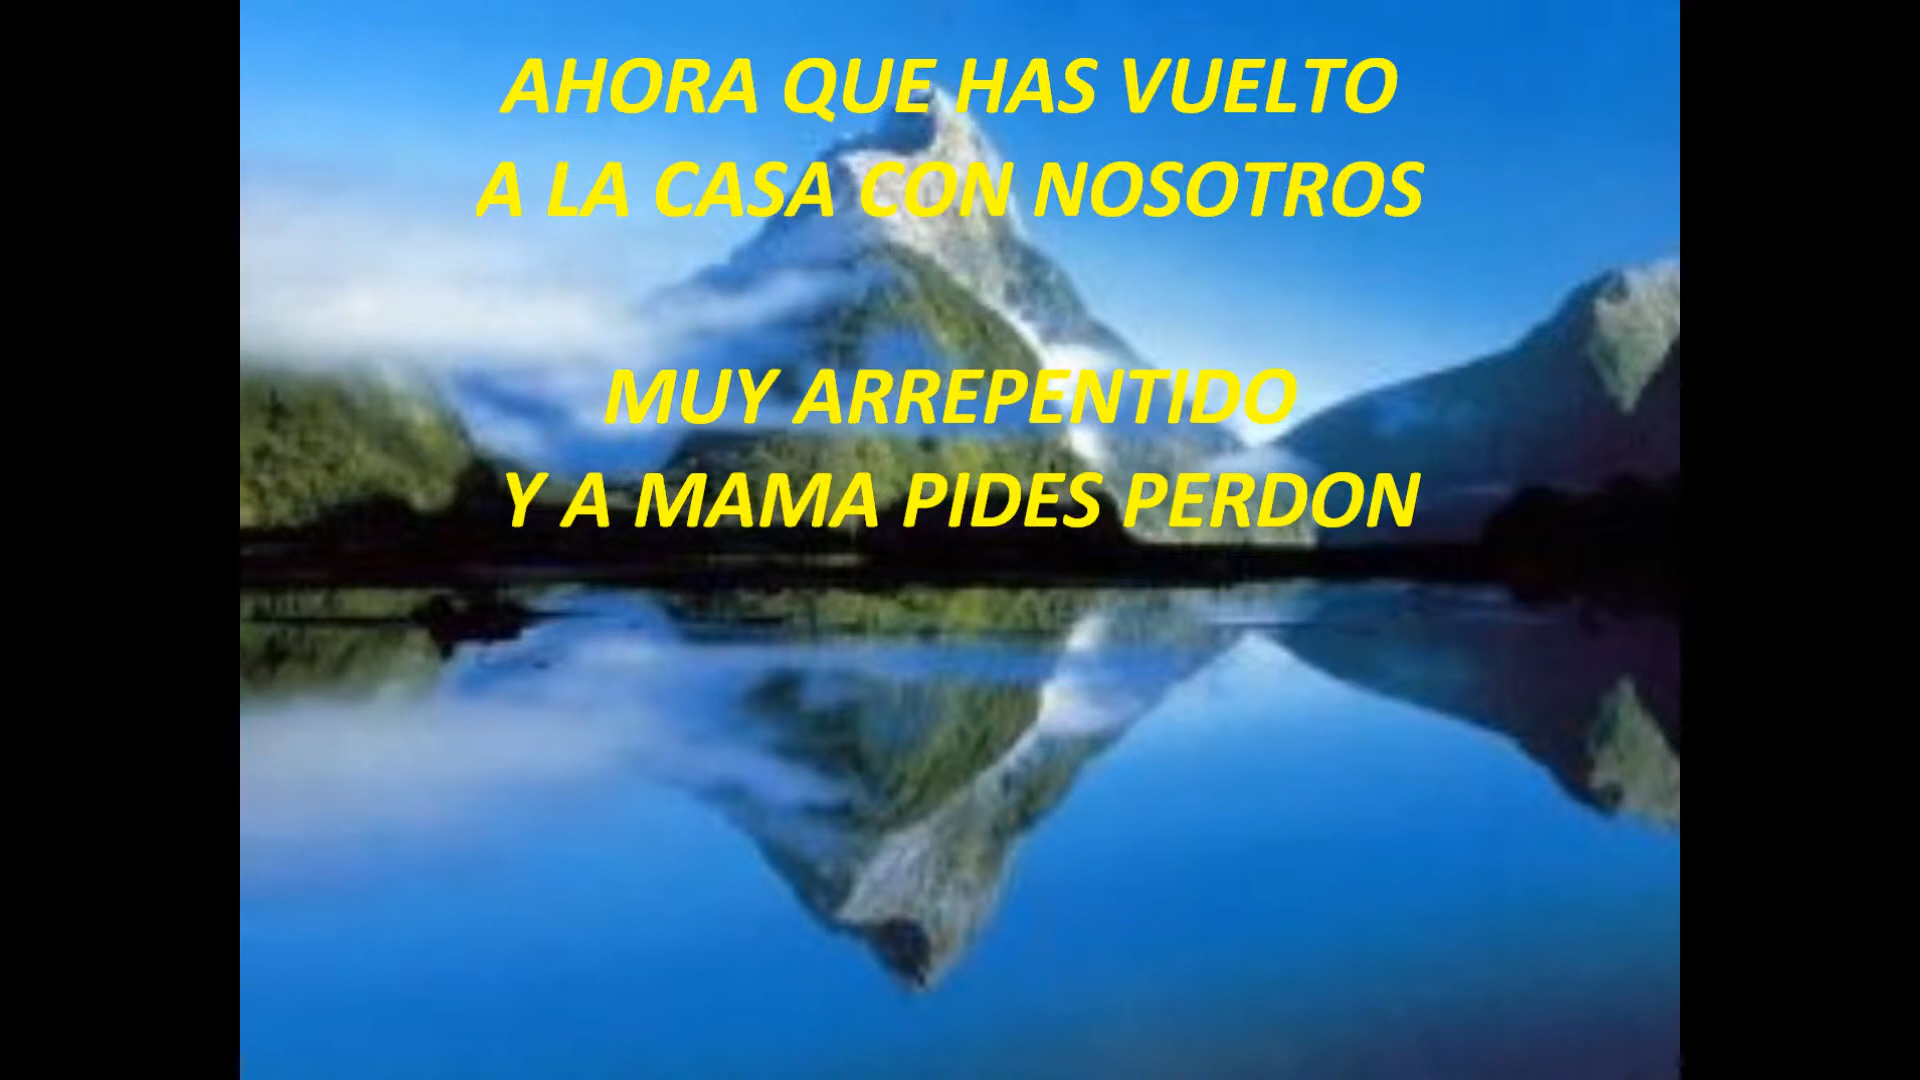 AHORA QUE HAS VUELTO
A LA CASA CON NOSOTROS
MUY ARREPENTIDO
Y A MAMA PIDES PERDON